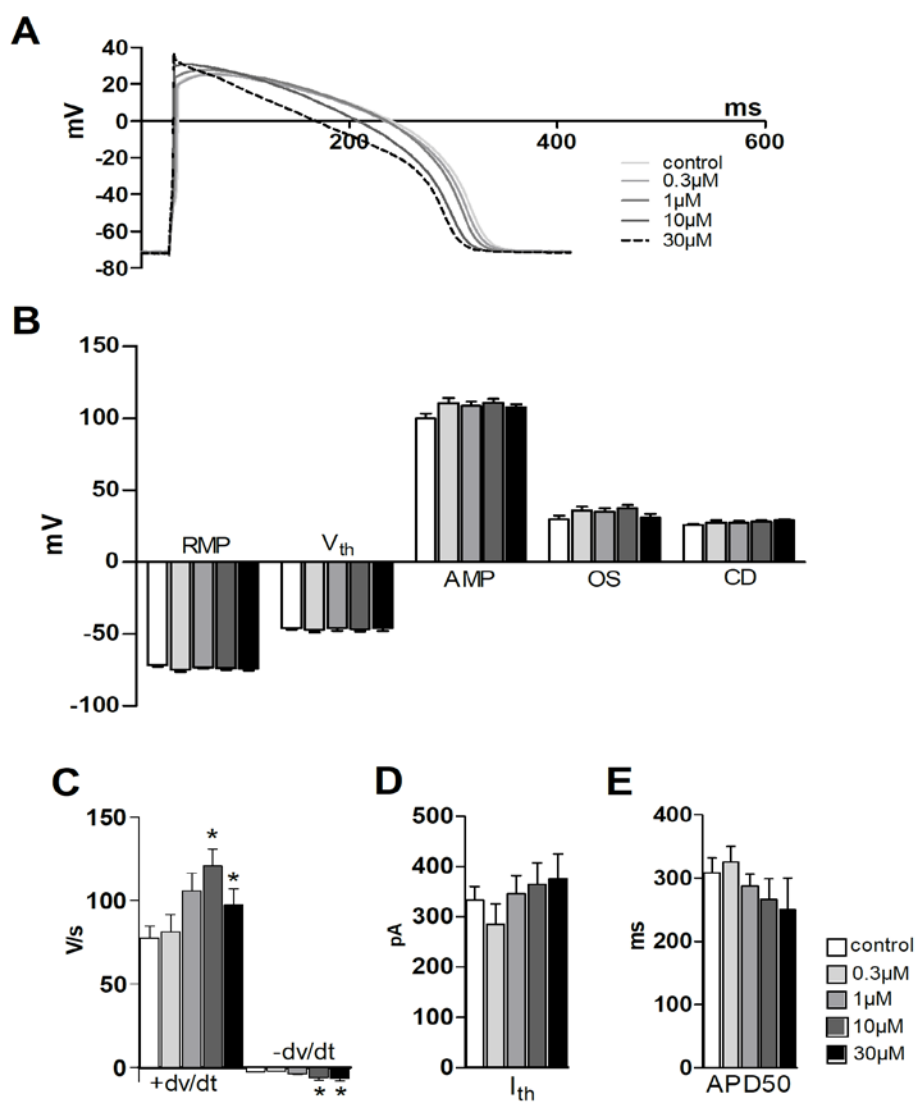 A
mV
40
20
0
-20
-40
-60
-80
ms
200
400
600
control
0.3µM
1µM
10µM
30µM
B
mV
150
100
50
0
-50
-100
RMP
V_th
AMP
OS
CD
C
V/s
150
100
50
0
*
*
-dv/dt
+dv/dt
* *
D
pA
500
400
300
200
100
0
I_th
E
ms
400
300
200
100
0
APD50
control
0.3µM
1µM
10µM
30µM